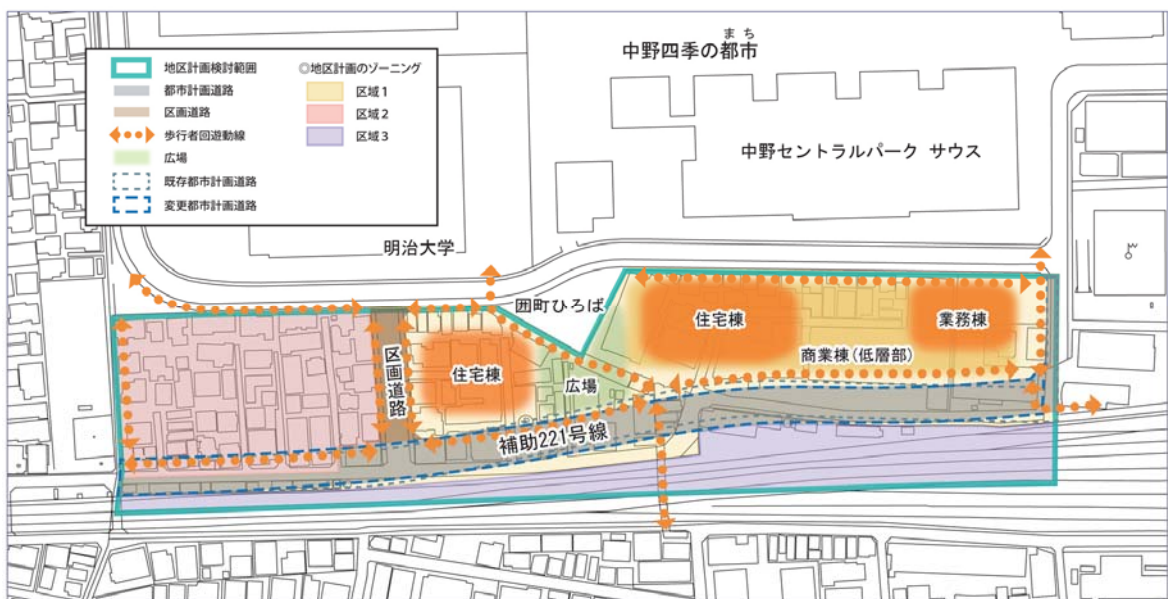 まち
中野四季の都市
地区計画検討範囲
都市計画道路
区画道路
歩行者回遊動線
広場
既存都市計画道路
変更都市計画道路
◎地区計画のゾーニング
区域1
区域2
区域3
中野セントラルパーク サウス
明治大学
囲町ひろば
住宅棟
業務棟
商業棟(低層部)
区画道路
住宅棟
広場
補助221号線